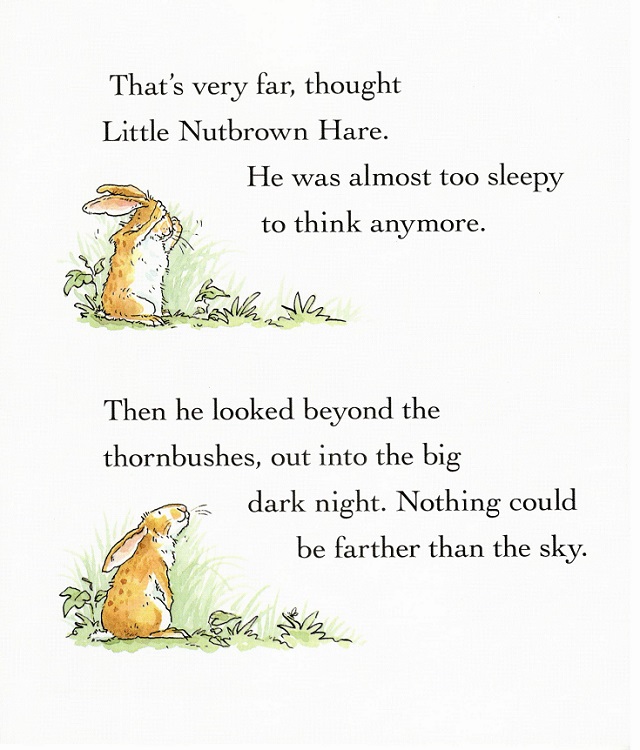 That's very far, thought
Little Nutbrown Hare.
He was almost too sleepy
to think anymore.
Then he looked beyond the
thornbushes, out into the big
dark night. Nothing could
be farther than the sky.